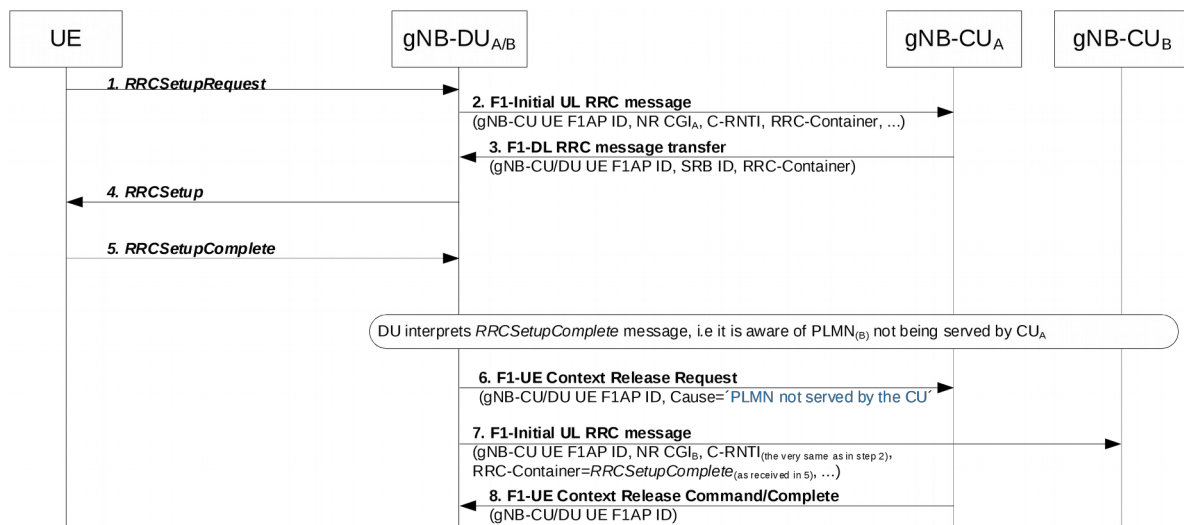 UE
gNB-DUA/B
gNB-CUA
gNB-CUB
1. RRCSetupRequest
2. F1-Initial UL RRC message
(gNB-CU UE F1AP ID, NR CGIA, C-RNTI, RRC-Container, ...)
3. F1-DL RRC message transfer
(gNB-CU/DU UE F1AP ID, SRB ID, RRC-Container)
4. RRCSetup
5. RRCSetupComplete
DU interprets RRCSetupComplete message, i.e it is aware of PLMN(B) not being served by CUA
6. F1-UE Context Release Request
(gNB-CU/DU UE F1AP ID, Cause=´PLMN not served by the CU´
7. F1-Initial UL RRC message
(gNB-CU UE F1AP ID, NR CGIB, C-RNTI(the very same as in step 2),
RRC-Container=RRCSetupComplete(as received in 5), ...)
8. F1-UE Context Release Command/Complete
(gNB-CU/DU UE F1AP ID)